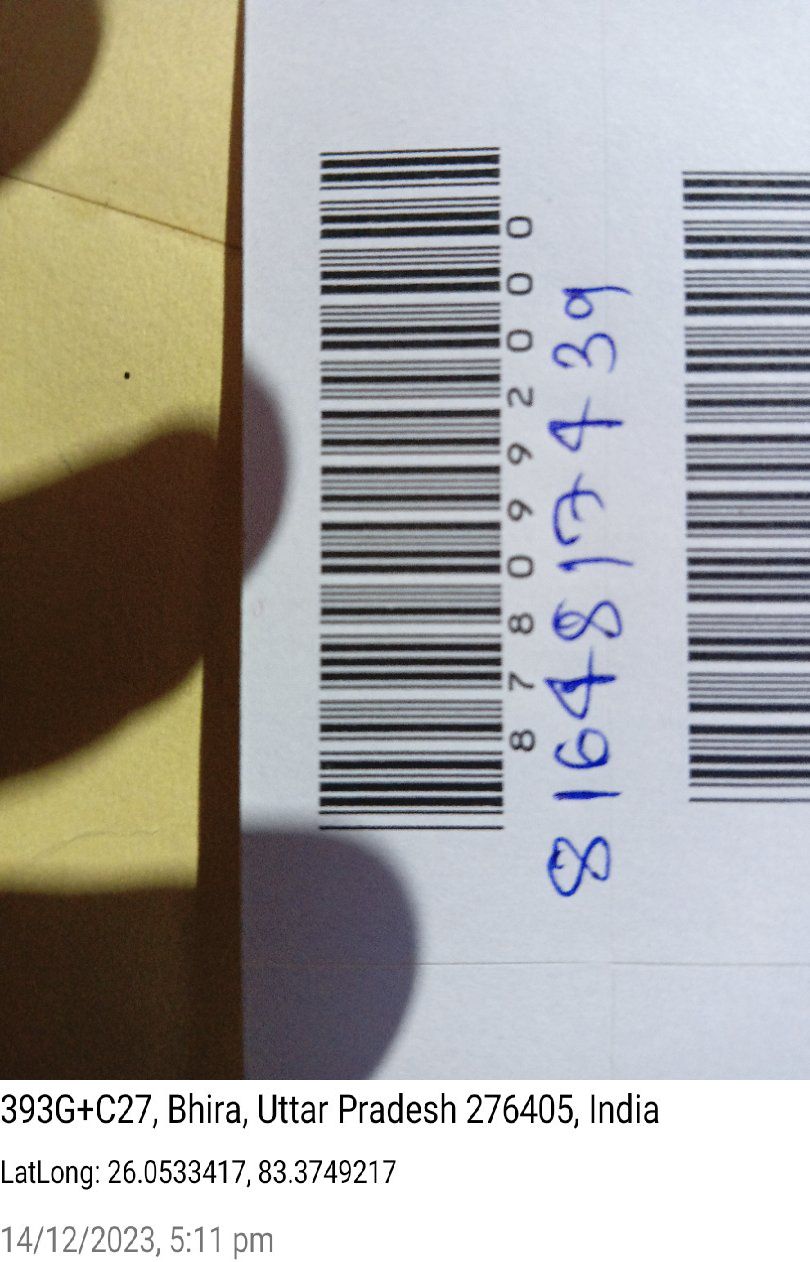 8780992000
8164817439
393G+C27, Bhira, Uttar Pradesh 276405, India
LatLong: 26.0533417, 83.3749217
14/12/2023, 5:11 pm